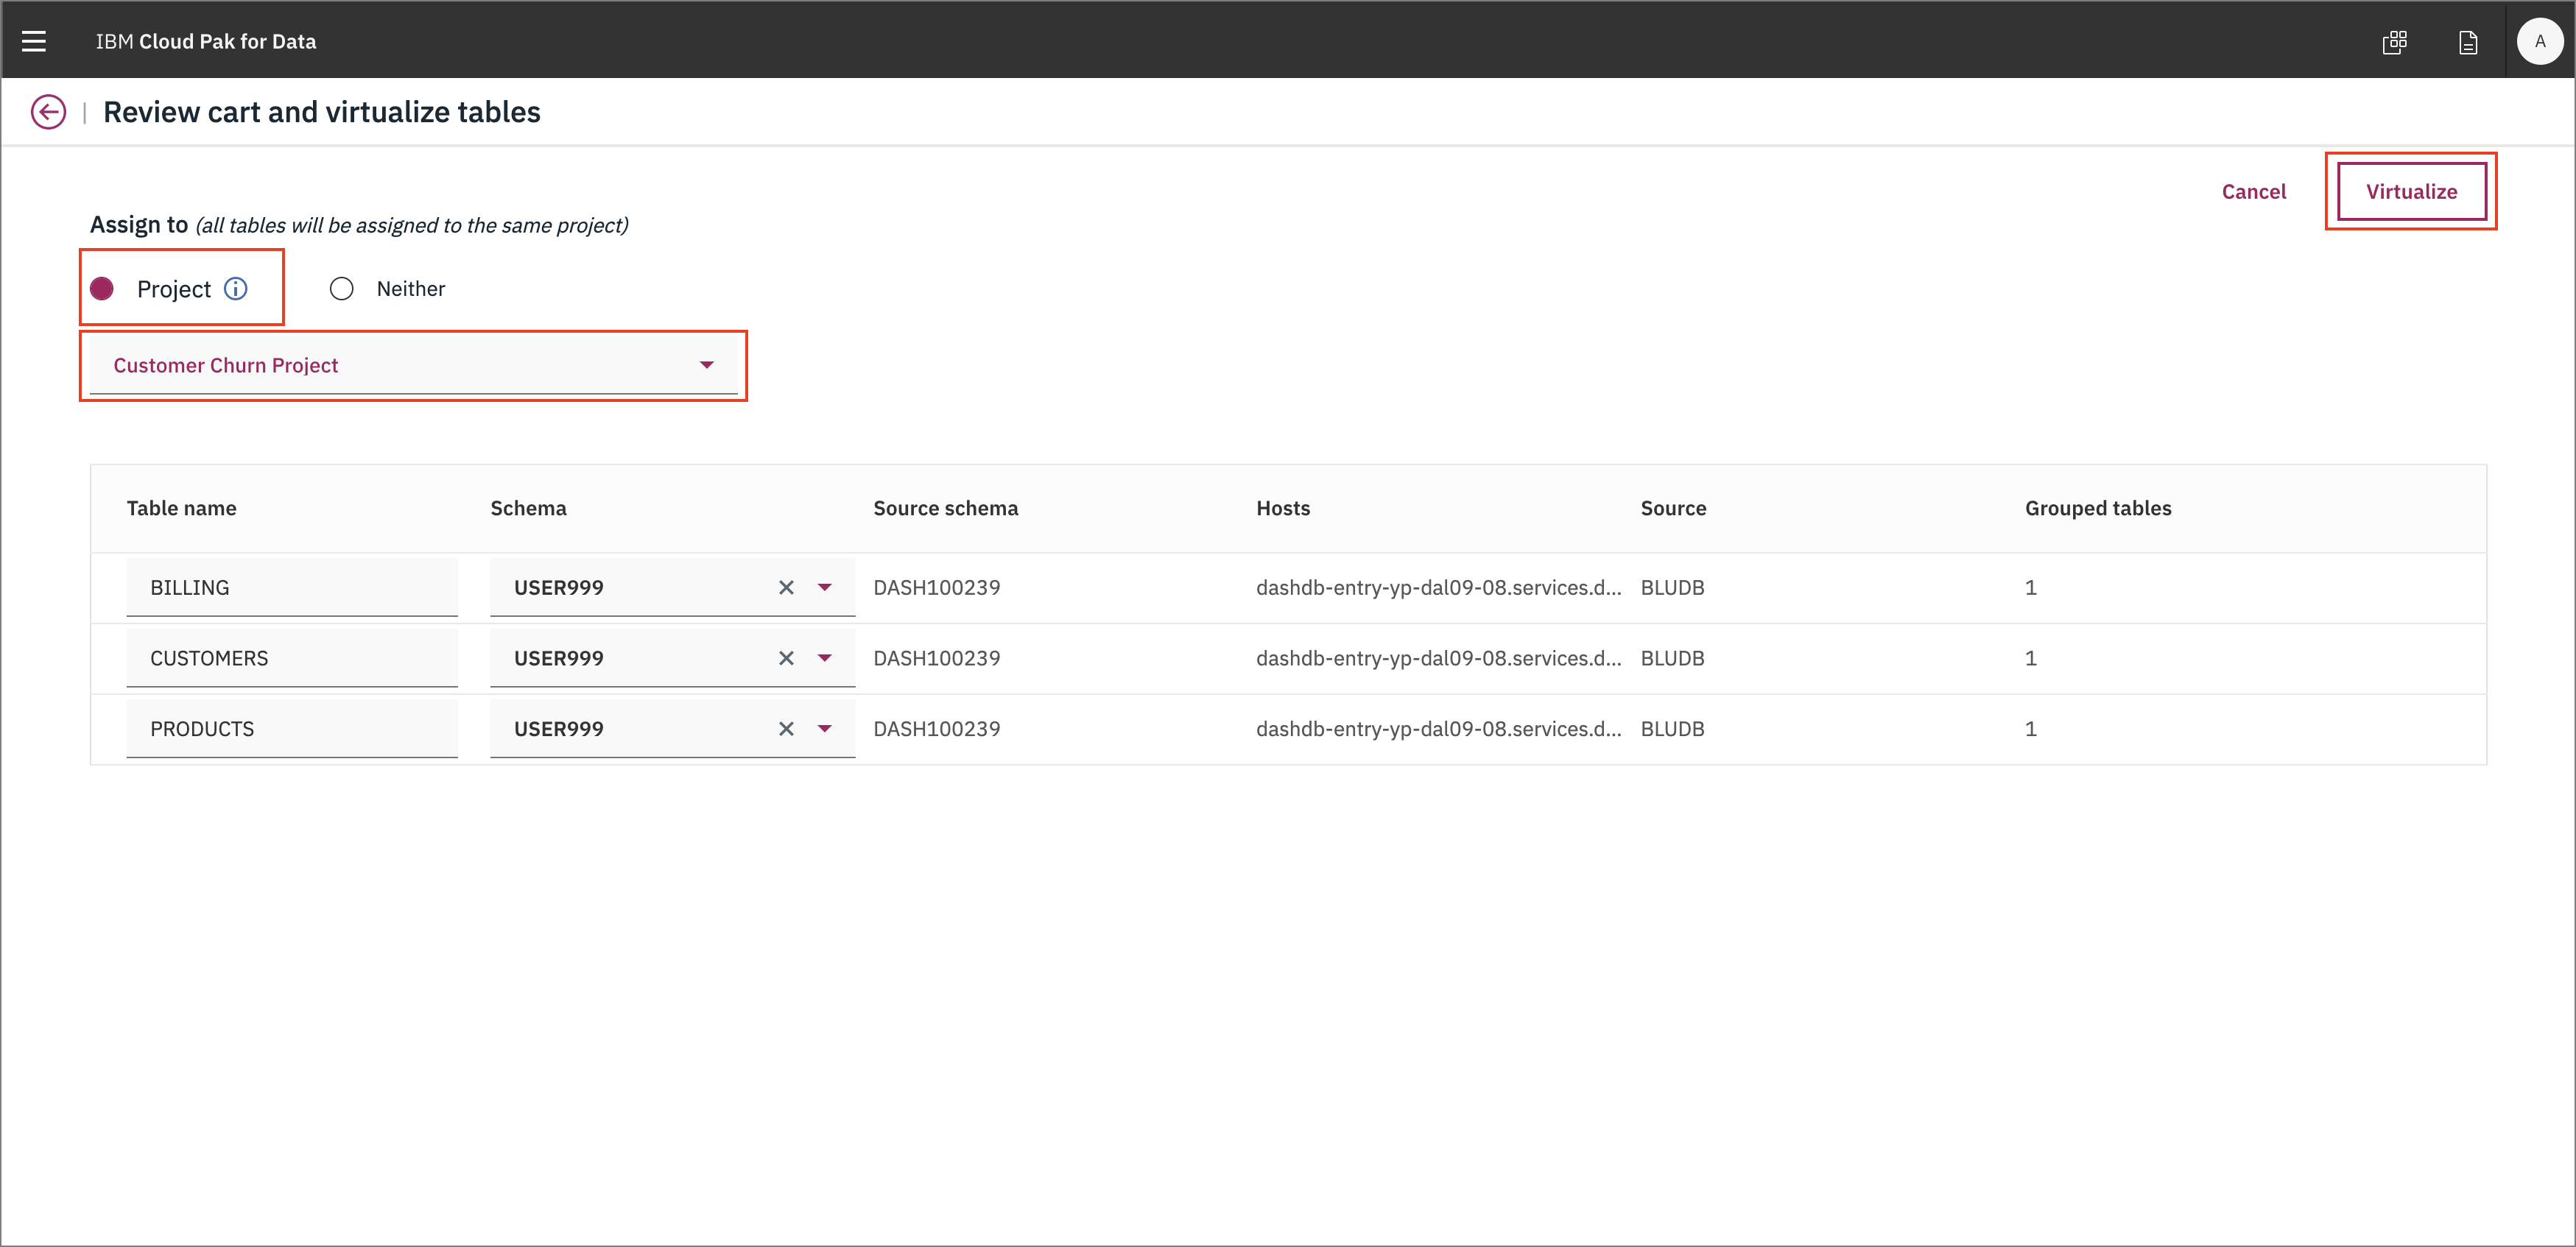 IBM Cloud Pak for Data
A
Review cart and virtualize tables
Cancel
Virtualize
Assign to (all tables will be assigned to the same project)
Project
Neither
Customer Churn Project
Table name Schema Source schema Hosts Source Grouped tables
BILLING USER999 DASH100239 dashdb-entry-yp-dal09-08.services.d... BLUDB 1
CUSTOMERS USER999 DASH100239 dashdb-entry-yp-dal09-08.services.d... BLUDB 1
PRODUCTS USER999 DASH100239 dashdb-entry-yp-dal09-08.services.d... BLUDB 1